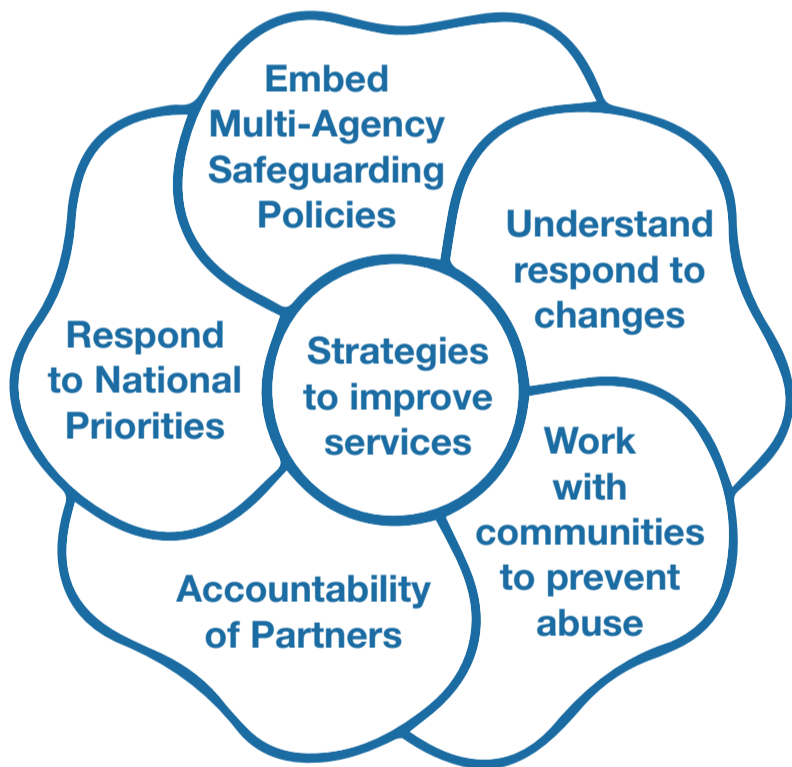 Embed
Multi-Agency
Safeguarding
Policies
Understand
respond to
changes
Respond
to National
Priorities
Strategies
to improve
services
Work
with
communities
to prevent
abuse
Accountability
of Partners